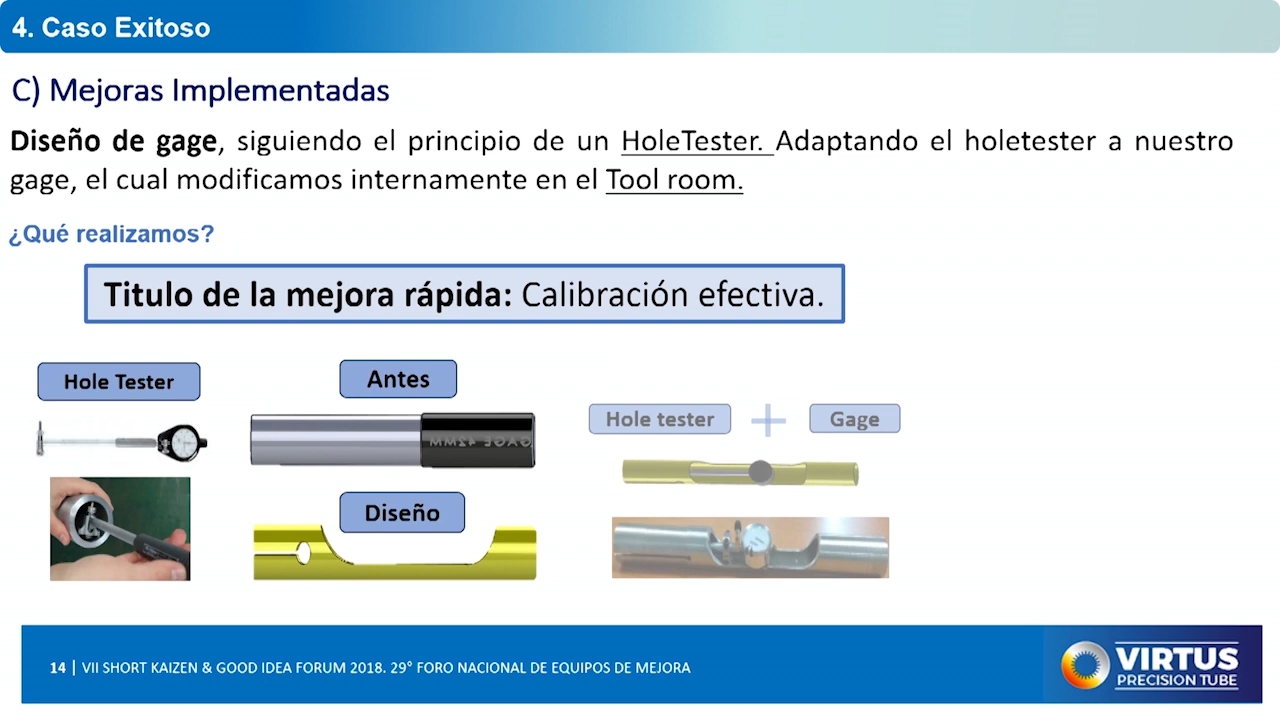 4. Caso Exitoso
C) Mejoras Implementadas
Diseño de gage, siguiendo el principio de un HoleTester. Adaptando el holetester a nuestro
gage, el cual modificamos internamente en el Tool room.
¿Qué realizamos?
Titulo de la mejora rápida: Calibración efectiva.
Hole Tester
Antes
GAGE 42MM
Diseño
Hole tester
+
Gage
14 | VII SHORT KAIZEN & GOOD IDEA FORUM 2018. 29° FORO NACIONAL DE EQUIPOS DE MEJORA
VIRTUS
PRECISION TUBE